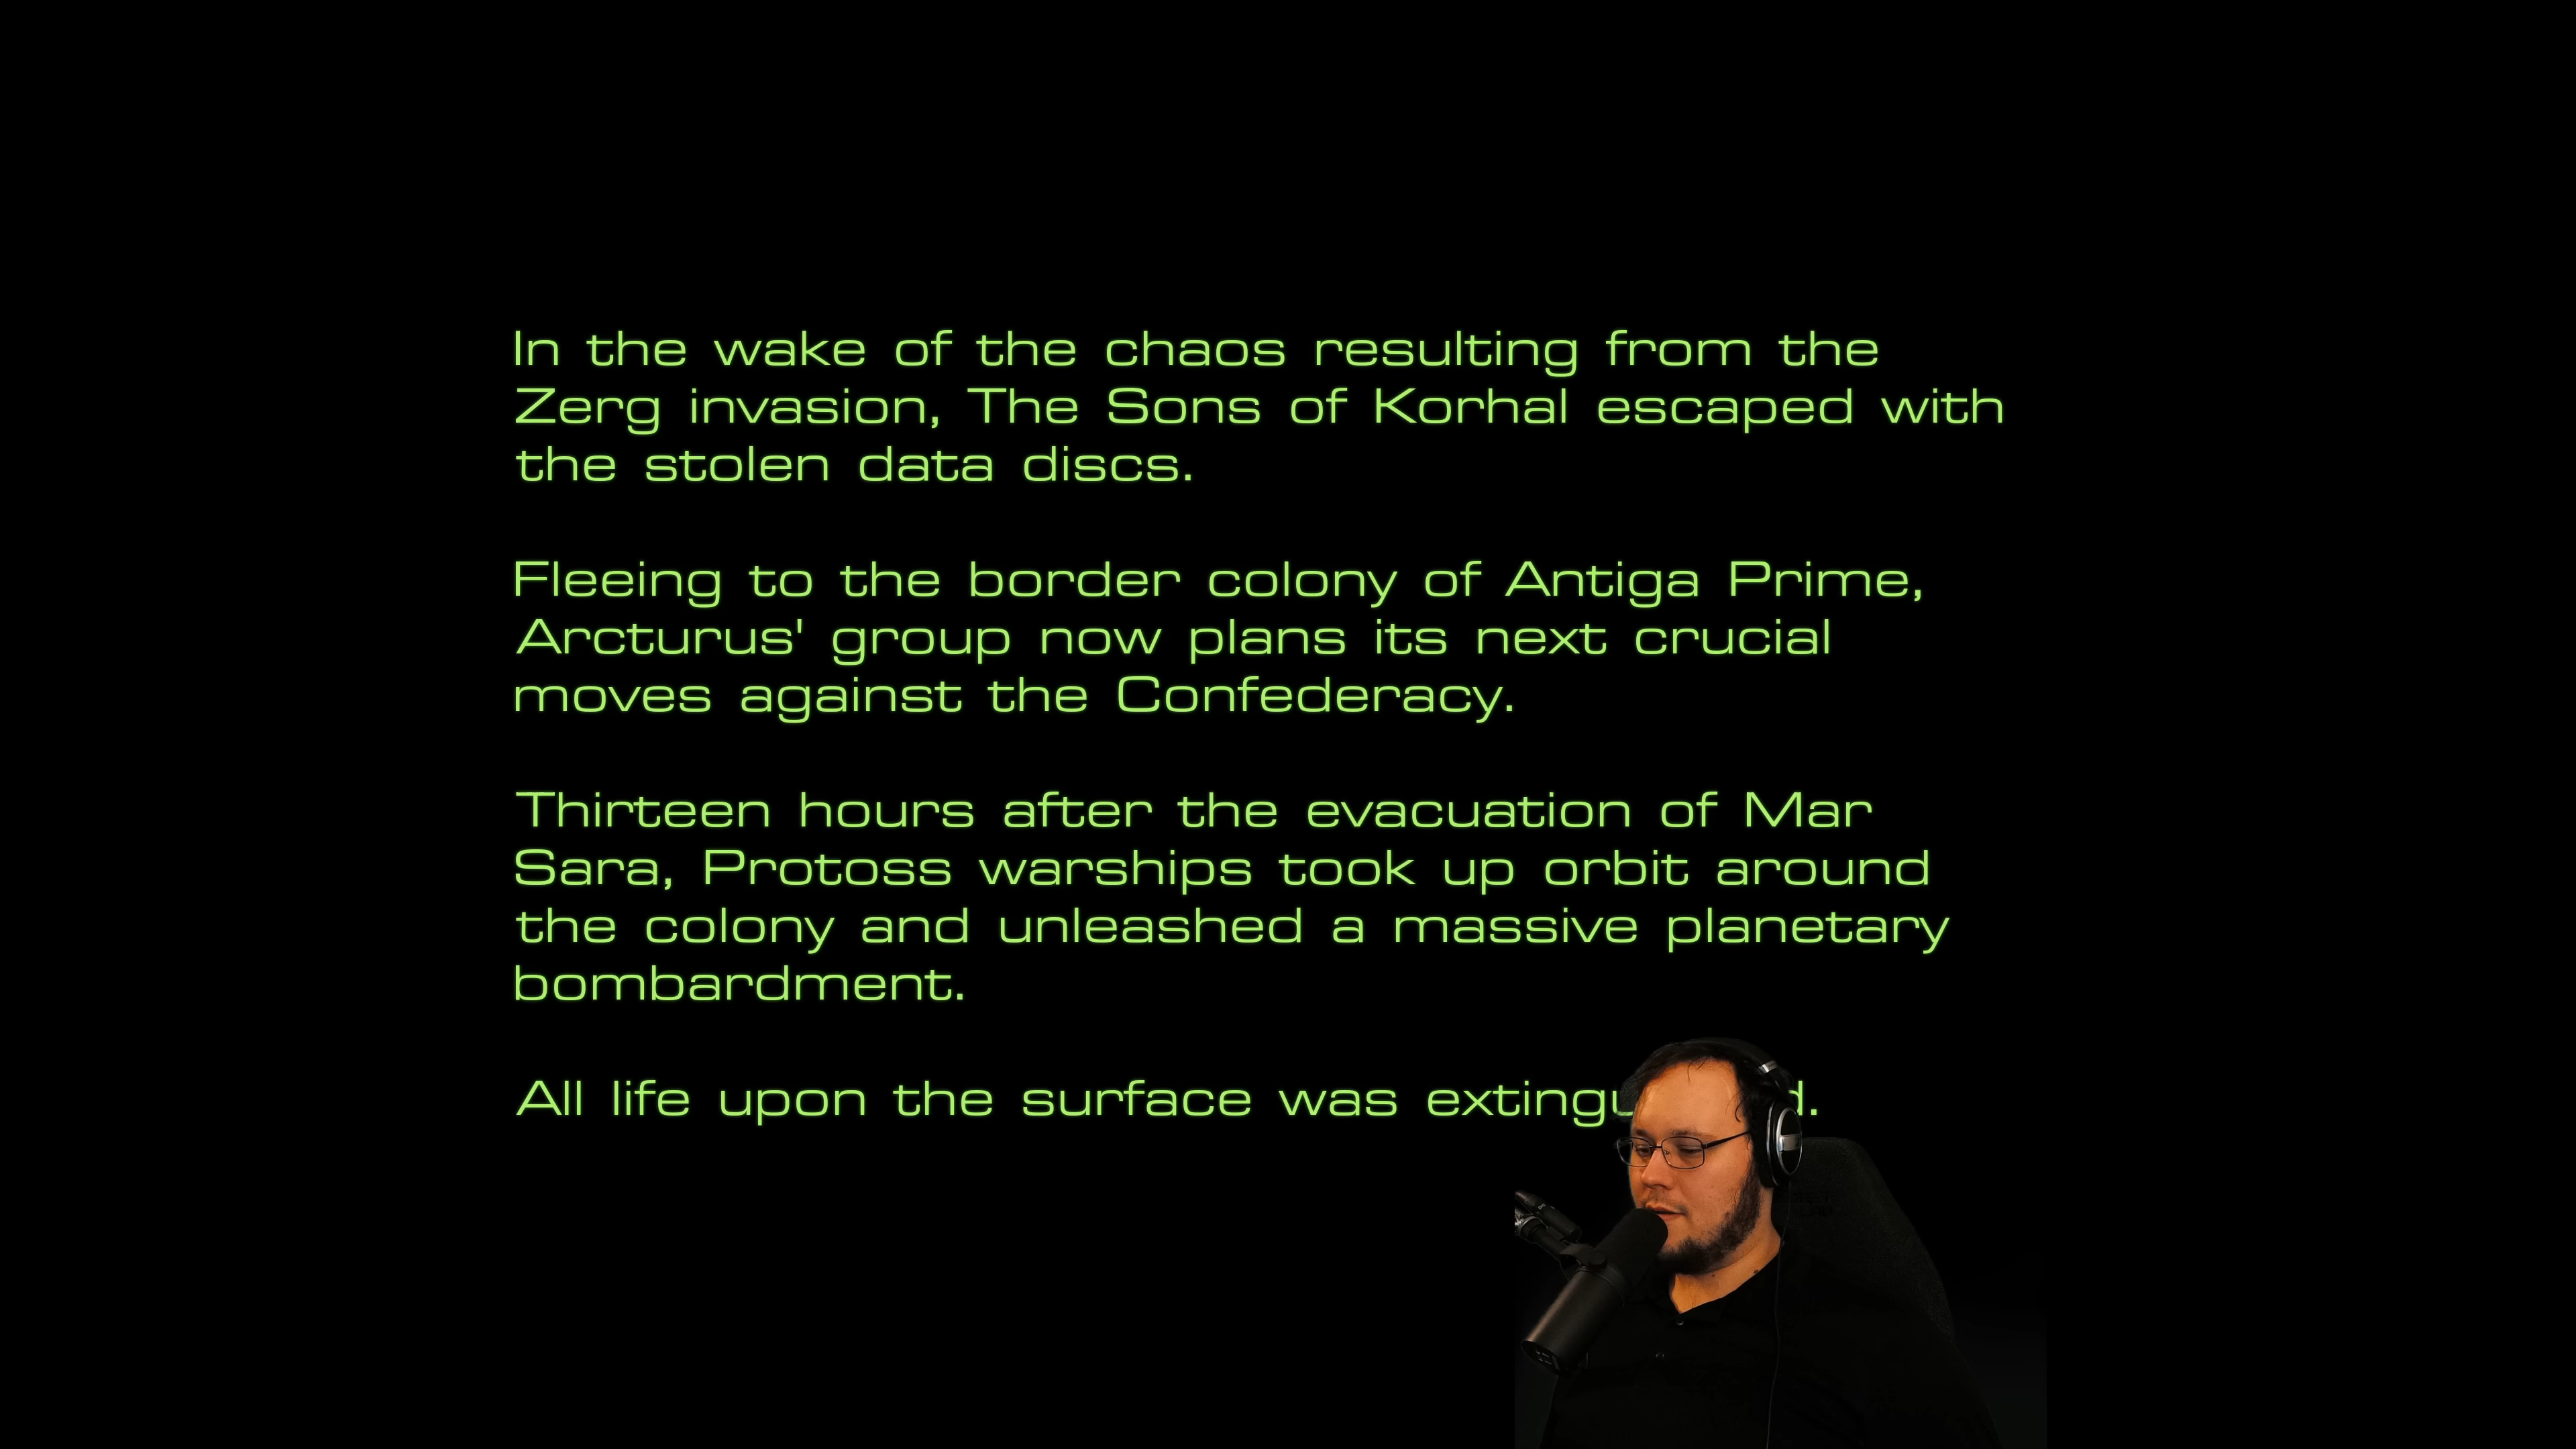 In the wake of the chaos resulting from the
Zerg invasion, The Sons of Korhal escaped with
the stolen data discs.
Fleeing to the border colony of Antiga Prime,
Arcturus' group now plans its next crucial
moves against the Confederacy.
Thirteen hours after the evacuation of Mar
Sara, Protoss warships took up orbit around
the colony and unleashed a massive planetary
bombardment.
All life upon the surface was